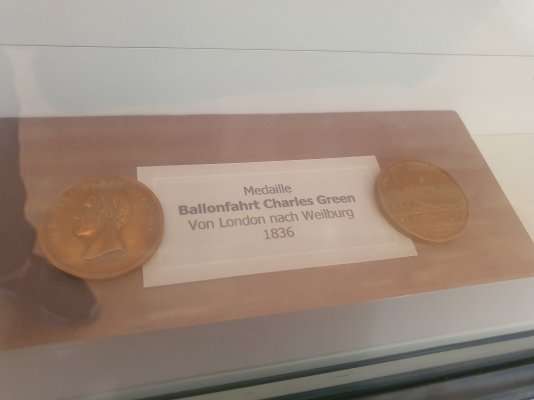 Medaille
Ballonfahrt Charles Green
Von London nach Weilburg
1836